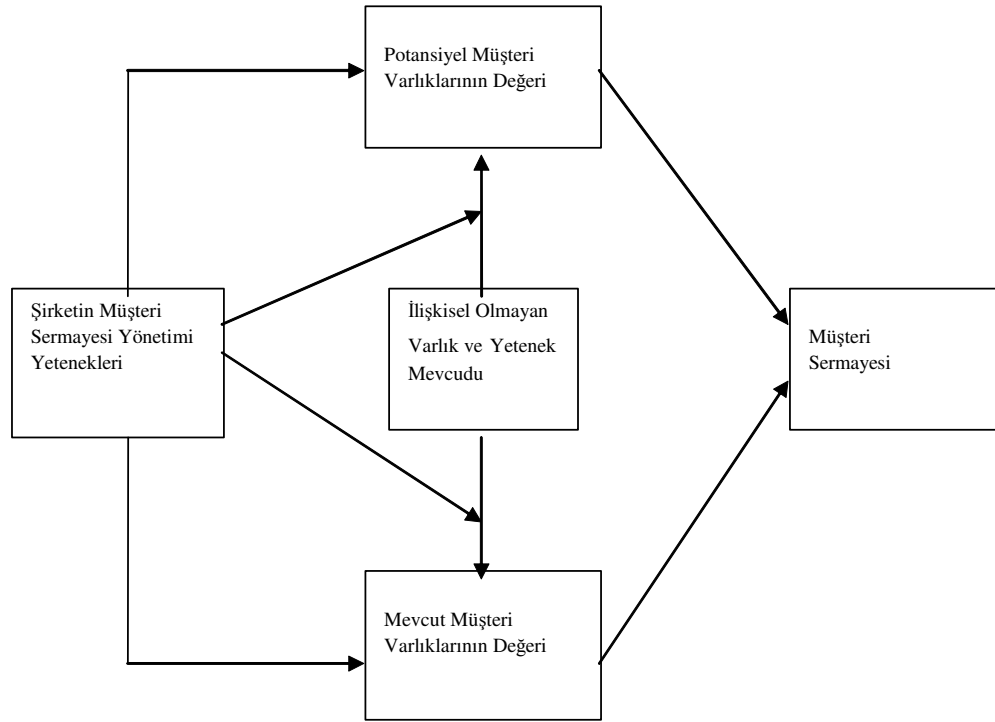 Potansiyel Müşteri
Varlıklarının Değeri
Şirketin Müşteri
Sermayesi Yönetimi
Yetenekleri
İlişkisel Olmayan
Varlık ve Yetenek
Mevcudu
Müşteri
Sermayesi
Mevcut Müşteri
Varlıklarının Değeri